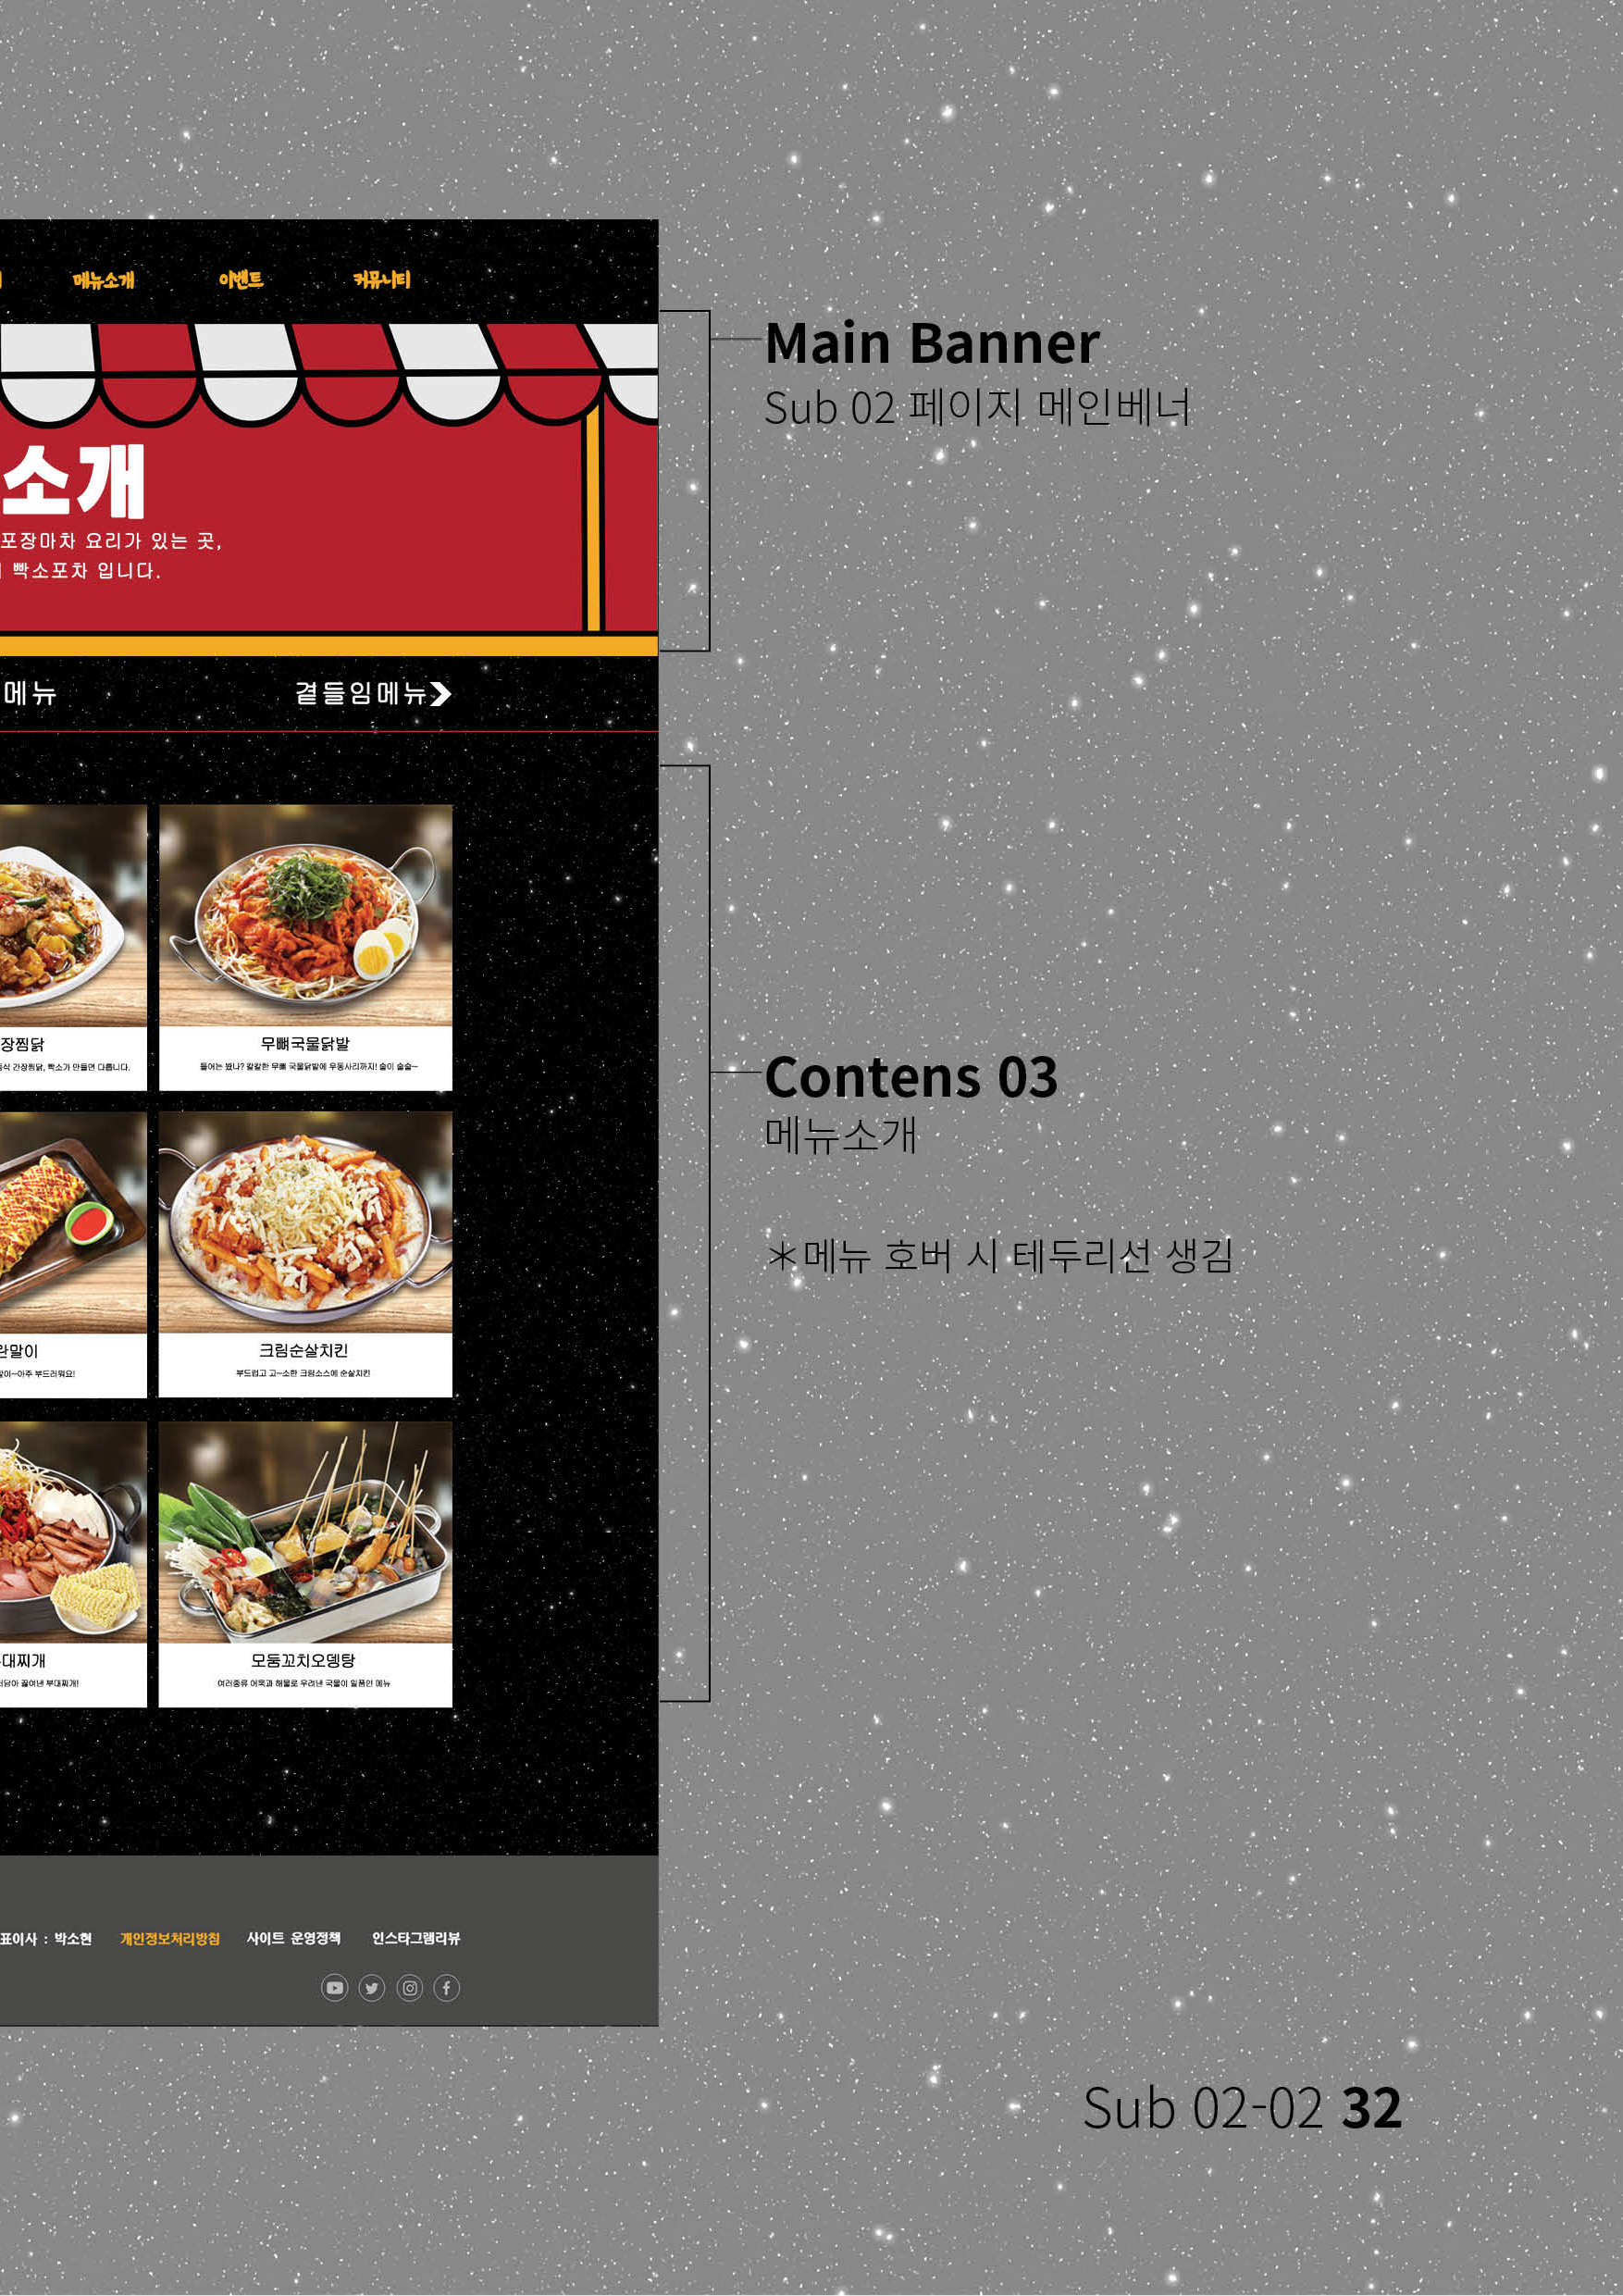 메뉴소개 이벤트 커뮤니티
Main Banner
Sub 02 페이지 메인베너
소개
포장마차 요리가 있는 곳,
빡소포차 입니다.
메뉴 곁들임메뉴
장찜닭
간장찜닭, 빡소가 만들면 다릅니다.
무뼈국물닭발
들어는 봤나? 칼칼한 무뼈 국물닭발에 우동사리까지! 술이 술술~
Contens 03
메뉴소개
*메뉴 호버 시 테두리선 생김
란말이
말이~아주 부드러워요!
크림순살치킨
부드럽고 고~소한 크림소스에 순살치킨
대찌개
끓여낸 부대찌개!
모둠꼬치오뎅탕
여러종류 어묵과 해물로 우려낸 국물이 일품인 메뉴
표이사 : 박소현 개인정보처리방침 사이트 운영정책 인스타그램리뷰
Sub 02-02 32